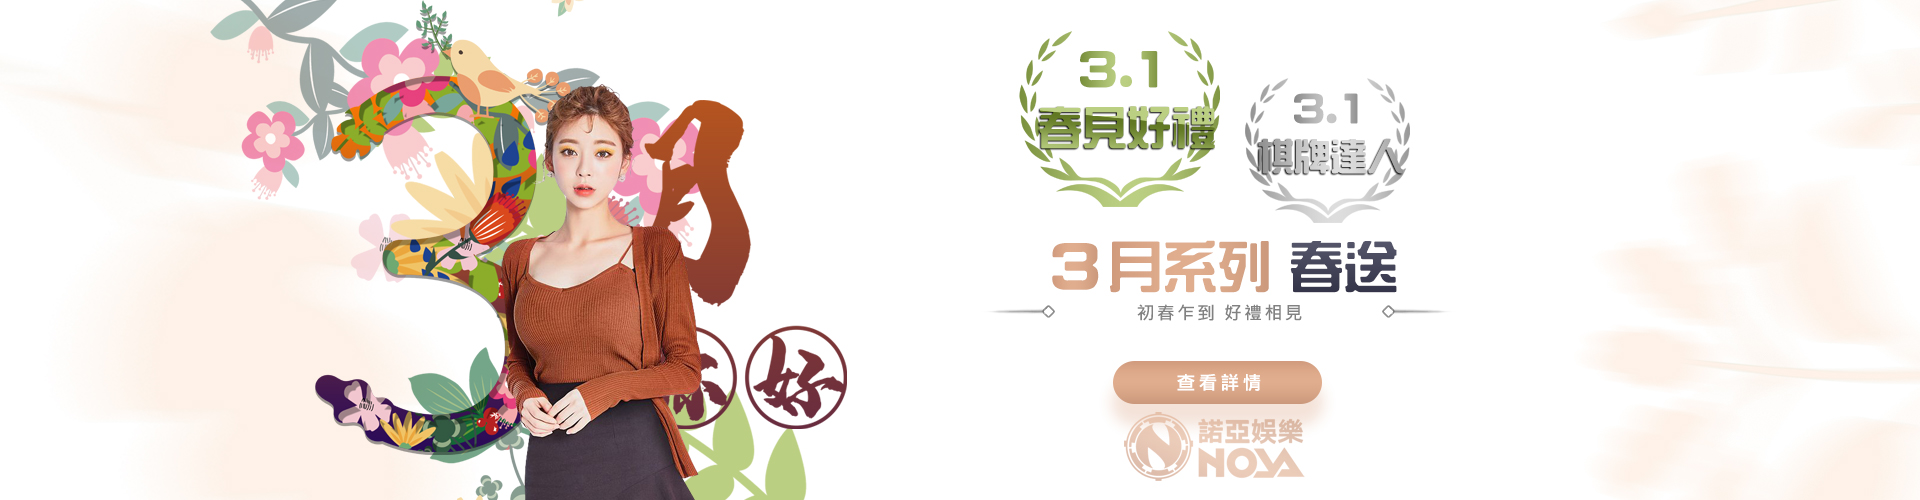 3月
你好
3.1
春見好禮
3.1
棋牌達人
3月系列 春送
初春乍到 好禮相見
查看詳情
諾亞娛樂
NOYA